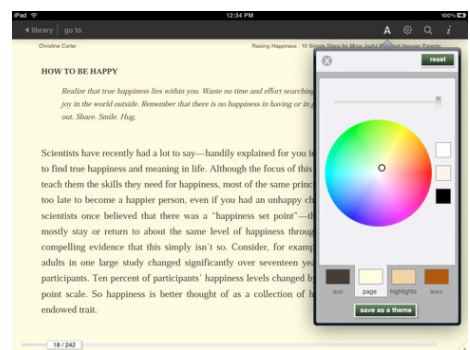 iPad 12:34 PM 100%
library go to A i
Christine Carter Raising Happiness : 10 Simple Steps for More Joyful Kids and Happier Parents
reset
HOW TO BE HAPPY
Realize that true happiness lies within you. Waste no time and effort searching
joy in the world outside. Remember that there is no happiness in having or in
out. Share. Smile. Hug.
Scientists have recently had a lot to say—handily explained for you in
to find true happiness and meaning in life. Although the focus of this
teach them the skills they need for happiness, most of the same princ
too late to become a happier person, even if you had an unhappy ch
scientists once believed that there was a "happiness set point"—th
mostly stay or return to about the same level of happiness throug
compelling evidence that this simply isn't so. Consider, for examp
adults in one large study changed significantly over seventeen yea
participants. Ten percent of participants' happiness levels changed by
point scale. So happiness is better thought of as a collection of h
endowed trait.
text page highlights links
save as a theme
18 / 242